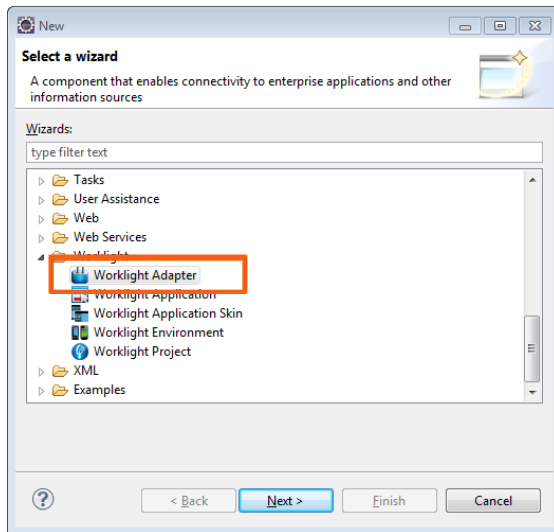 New
Select a wizard
A component that enables connectivity to enterprise applications and other
information sources
Wizards:
type filter text
Tasks
User Assistance
Web
Web Services
Worklight
Worklight Adapter
Worklight Application
Worklight Application Skin
Worklight Environment
Worklight Project
XML
Examples
?
< Back
Next >
Finish
Cancel